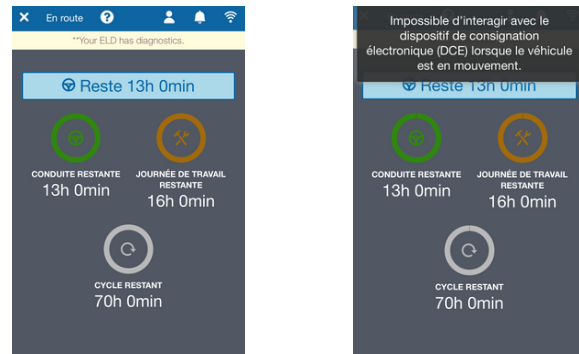 En route
**Your ELD has diagnostics.
Reste 13h 0min
CONDUITE RESTANTE
13h 0min
JOURNÉE DE TRAVAIL
RESTANTE
16h 0min
CYCLE RESTANT
70h 0min
Impossible d'interagir avec le
dispositif de consignation
électronique (DCE) lorsque le véhicule
est en mouvement.
Reste 13h 0min
CONDUITE RESTANTE
13h 0min
JOURNÉE DE TRAVAIL
RESTANTE
16h 0min
CYCLE RESTANT
70h 0min